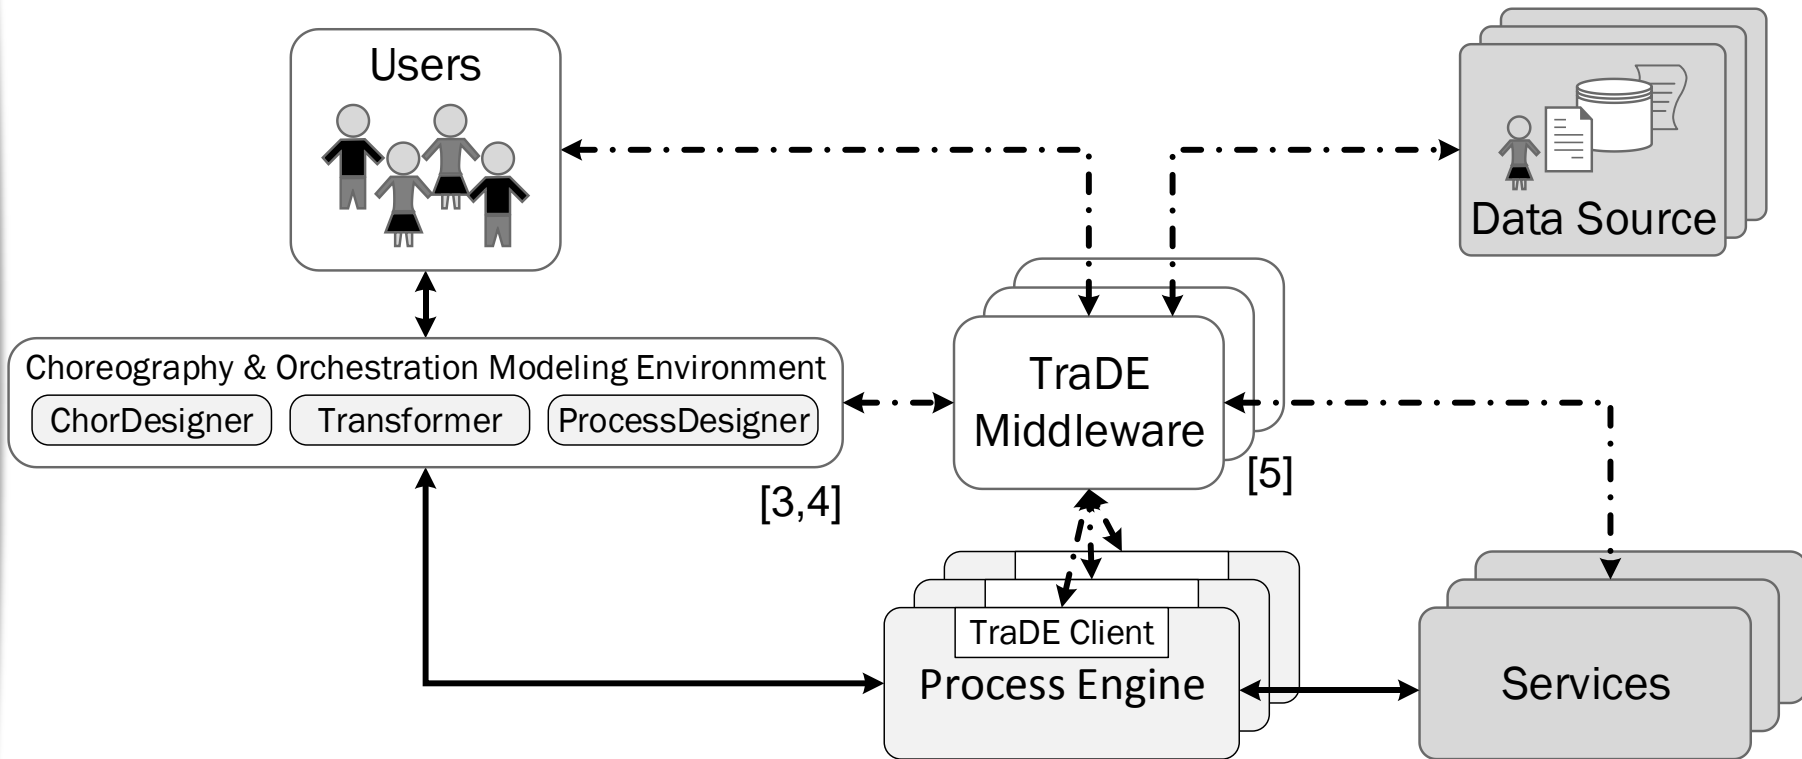 Users
Data Source
Choreography & Orchestration Modeling Environment
ChorDesigner
Transformer
ProcessDesigner
[3,4]
TraDE
Middleware
[5]
TraDE Client
Process Engine
Services